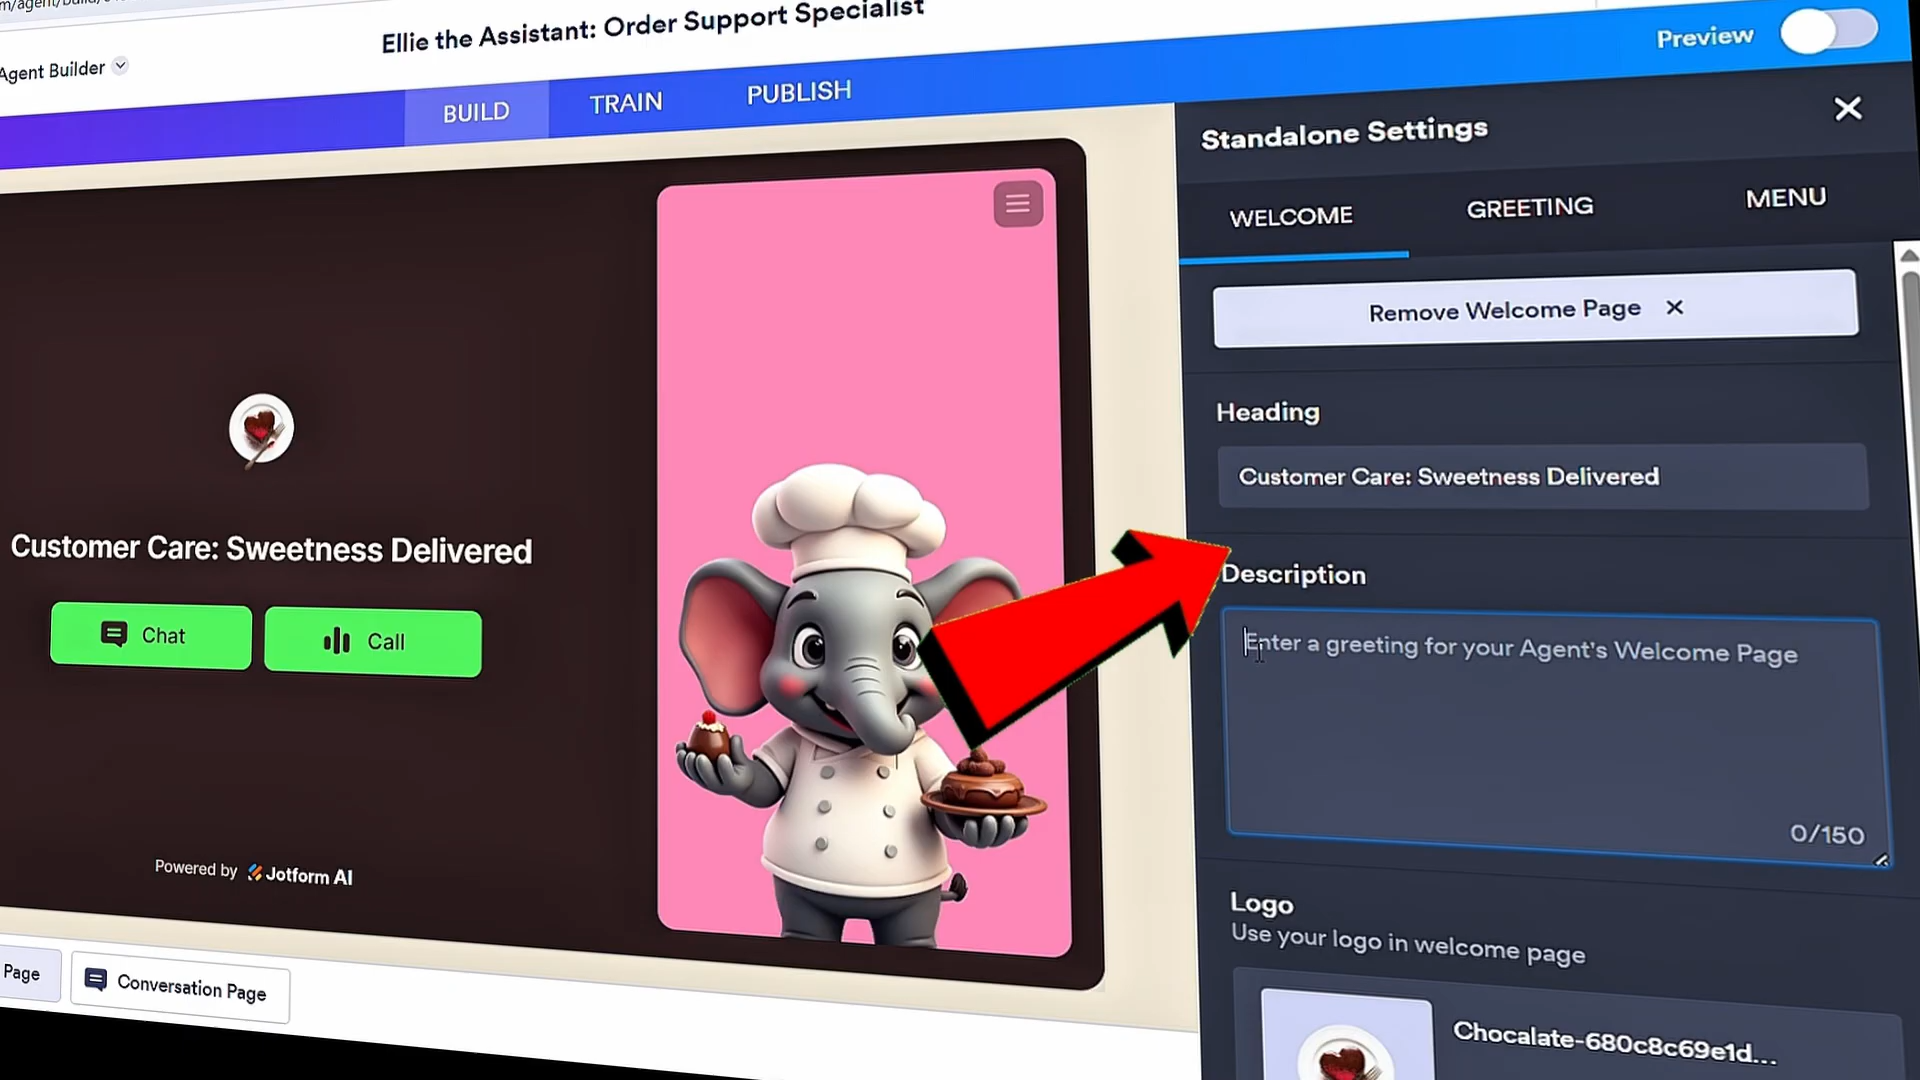 Ellie the Assistant: Order Support Specialist
Agent Builder
Preview
BUILD
TRAIN
PUBLISH
Standalone Settings
WELCOME
GREETING
MENU
Remove Welcome Page
Heading
Customer Care: Sweetness Delivered
Description
Enter a greeting for your Agent's Welcome Page
0/150
Logo
Use your logo in welcome page
Chocalate-680c8c69e1d...
Customer Care: Sweetness Delivered
Chat
Call
Powered by Jotform AI
Page
Conversation Page